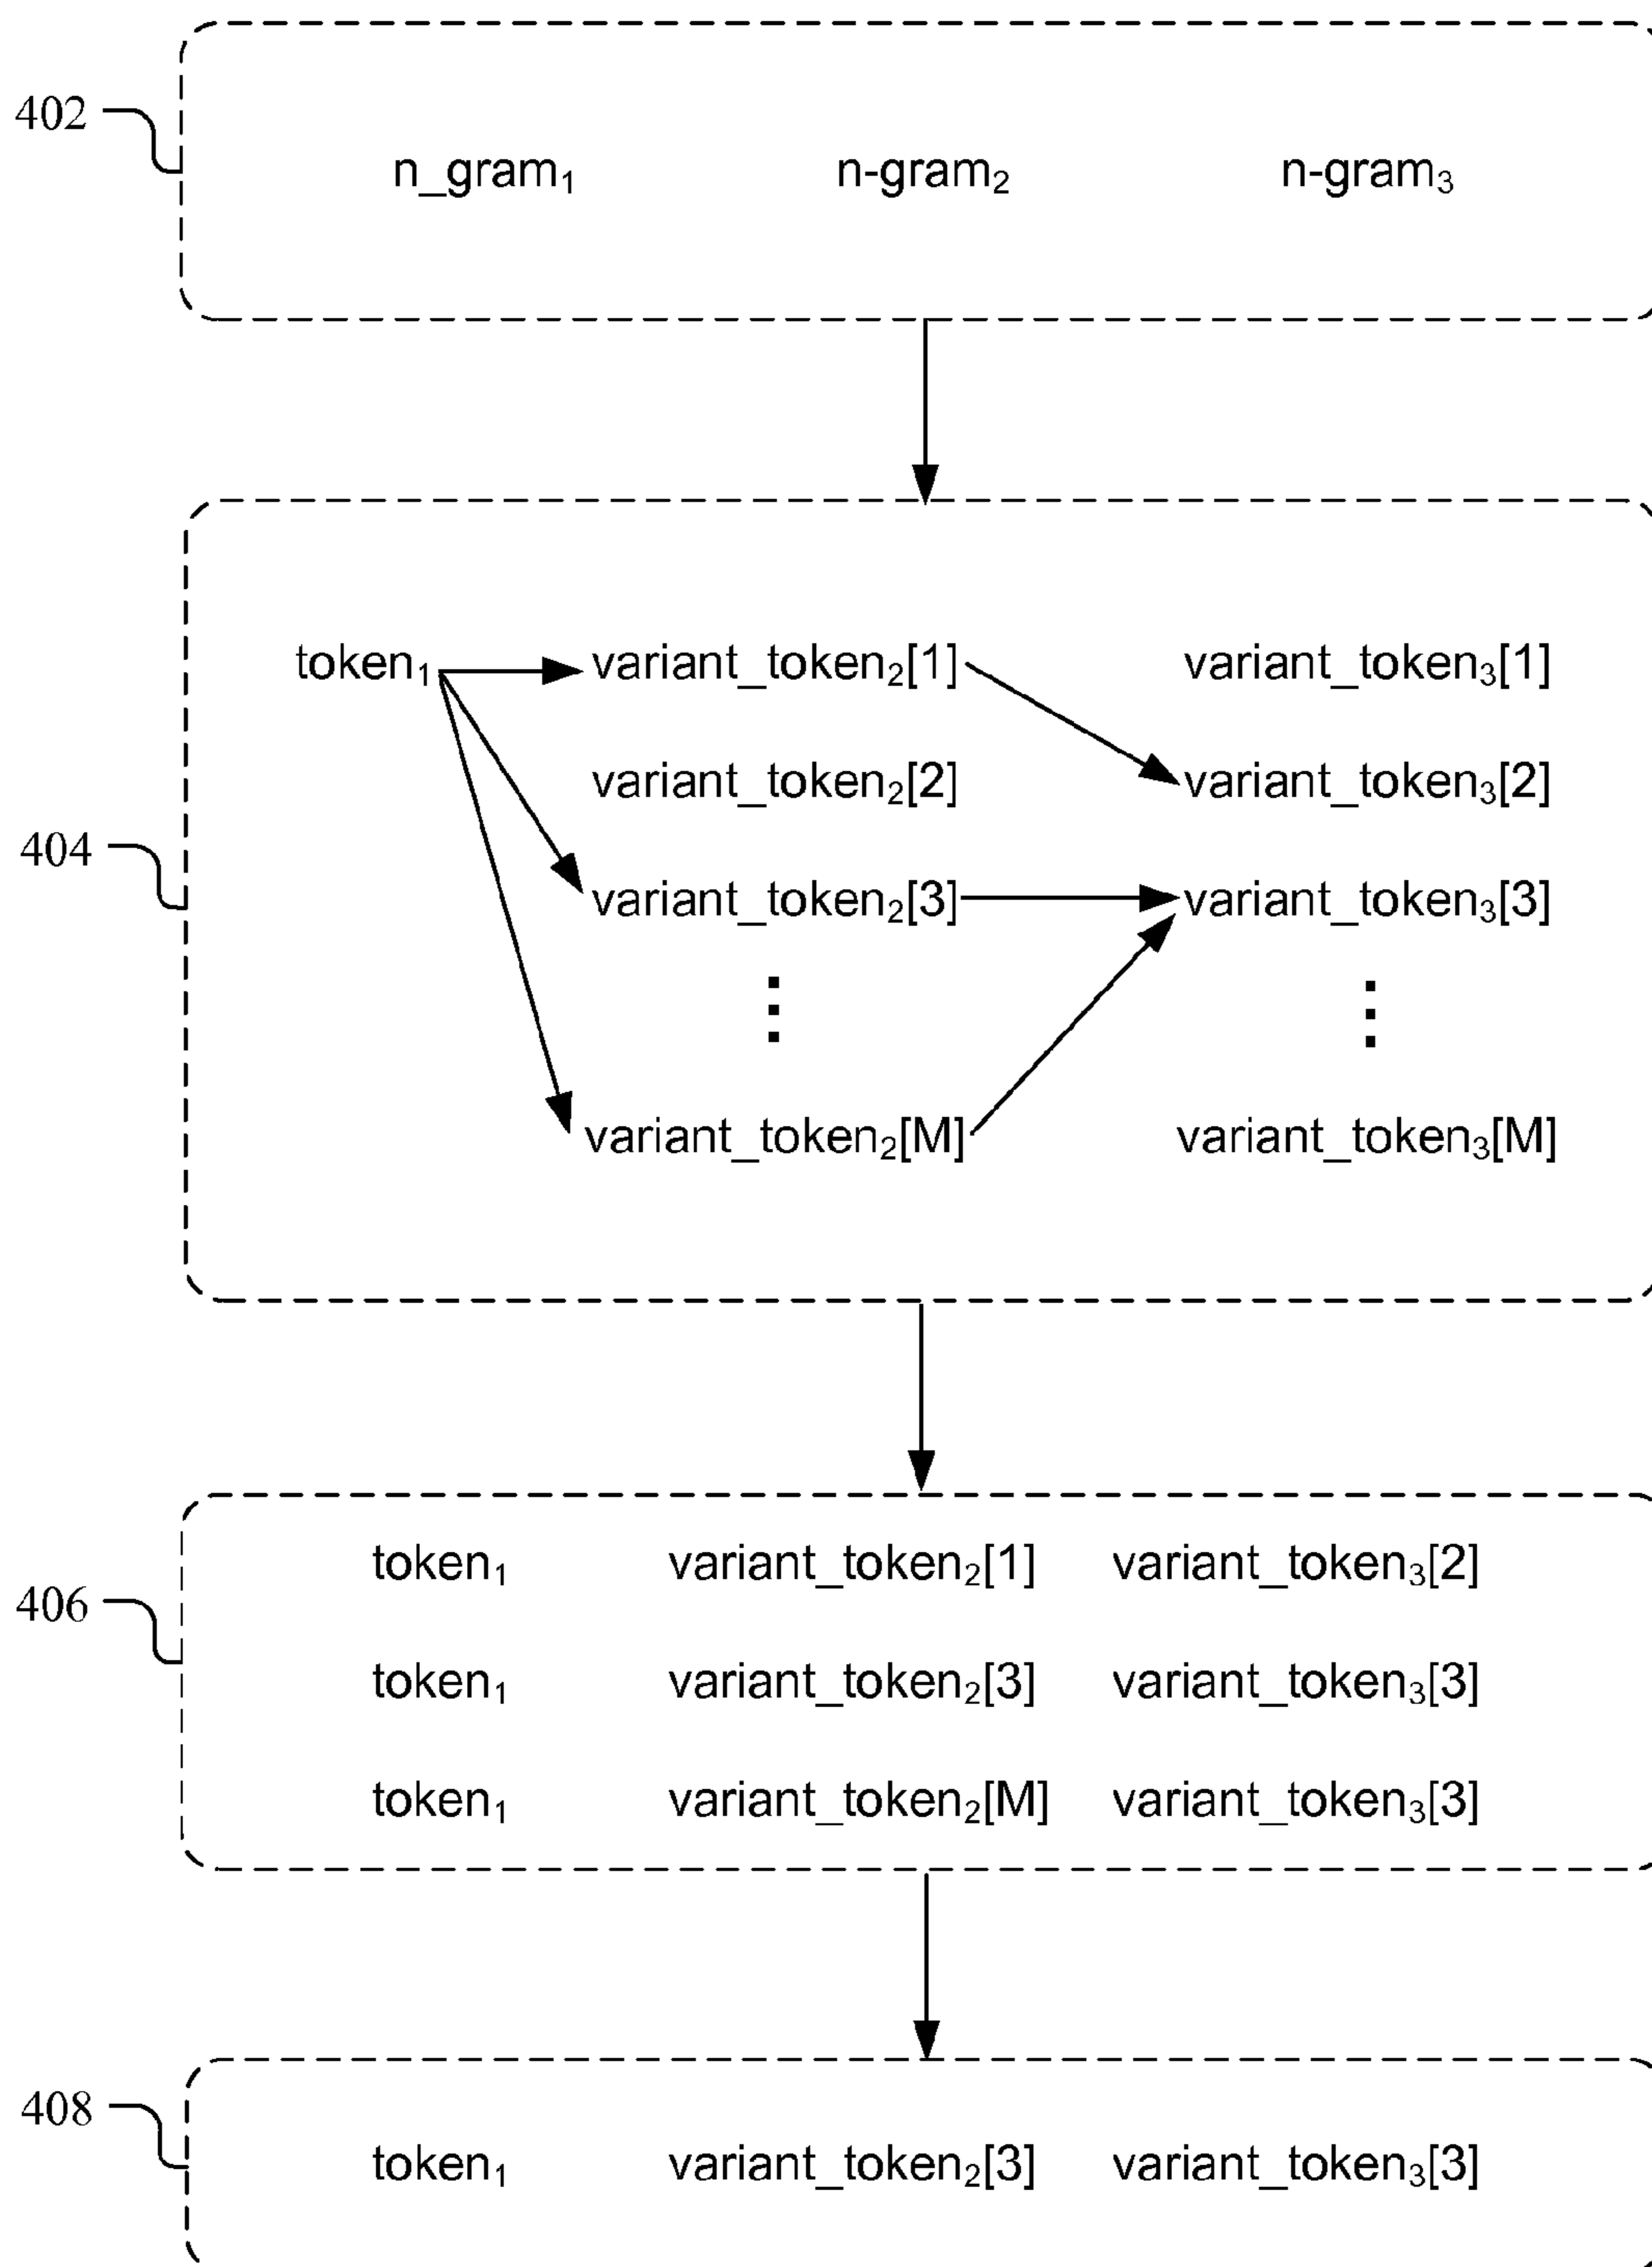 402
n_gram₁ n-gram₂ n-gram₃
token₁ variant_token₂[1] variant_token₃[1]
variant_token₂[2] variant_token₃[2]
404
variant_token₂[3] variant_token₃[3]
variant_token₂[M] variant_token₃[M]
token₁ variant_token₂[1] variant_token₃[2]
406
token₁ variant_token₂[3] variant_token₃[3]
token₁ variant_token₂[M] variant_token₃[3]
408
token₁ variant_token₂[3] variant_token₃[3]